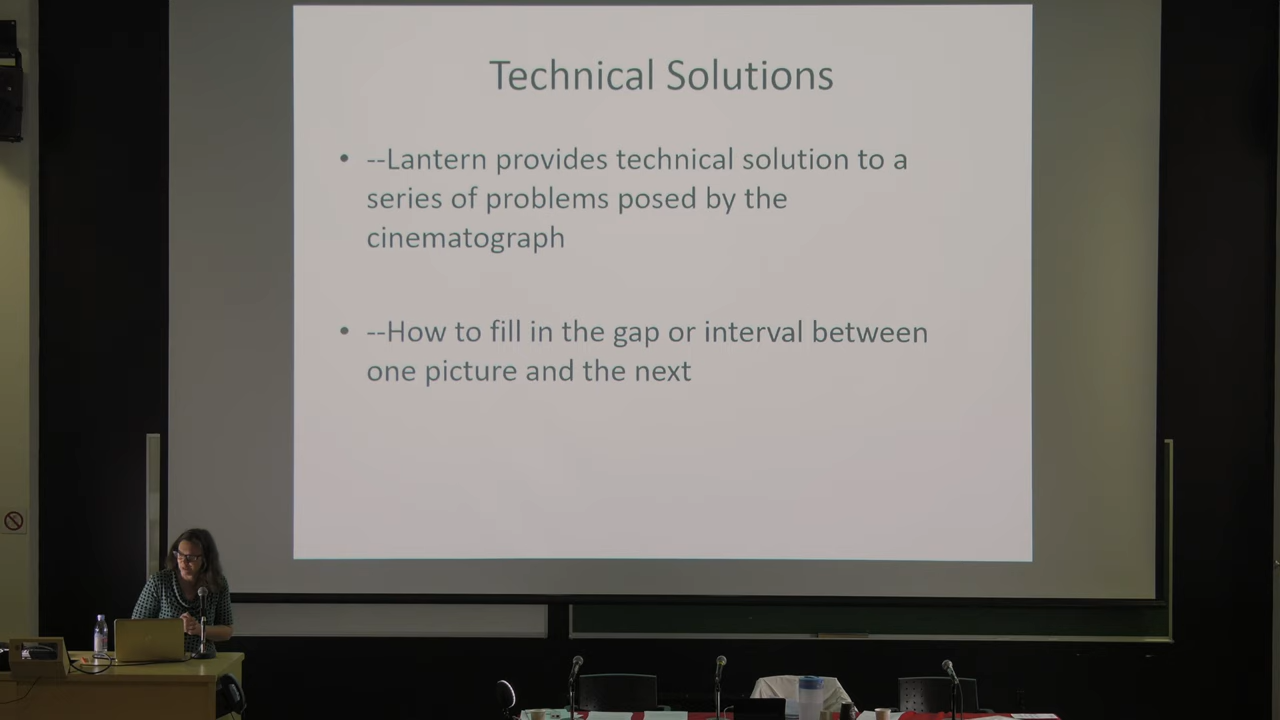 Technical Solutions
• --Lantern provides technical solution to a
series of problems posed by the
cinematograph
• --How to fill in the gap or interval between
one picture and the next